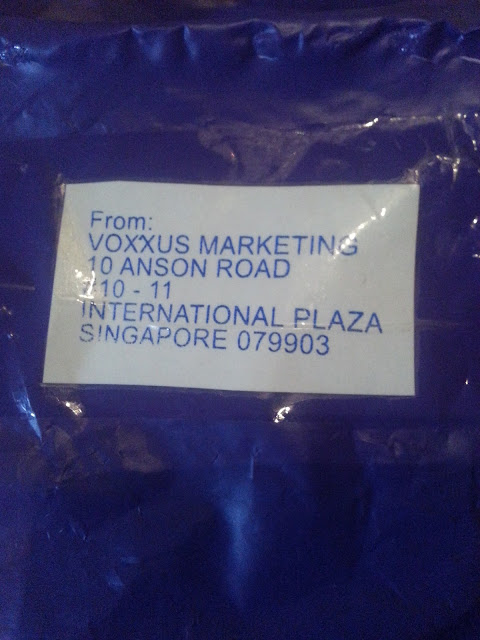 From:
VOXXUS MARKETING
10 ANSON ROAD
10 - 11
INTERNATIONAL PLAZA
SINGAPORE 079903